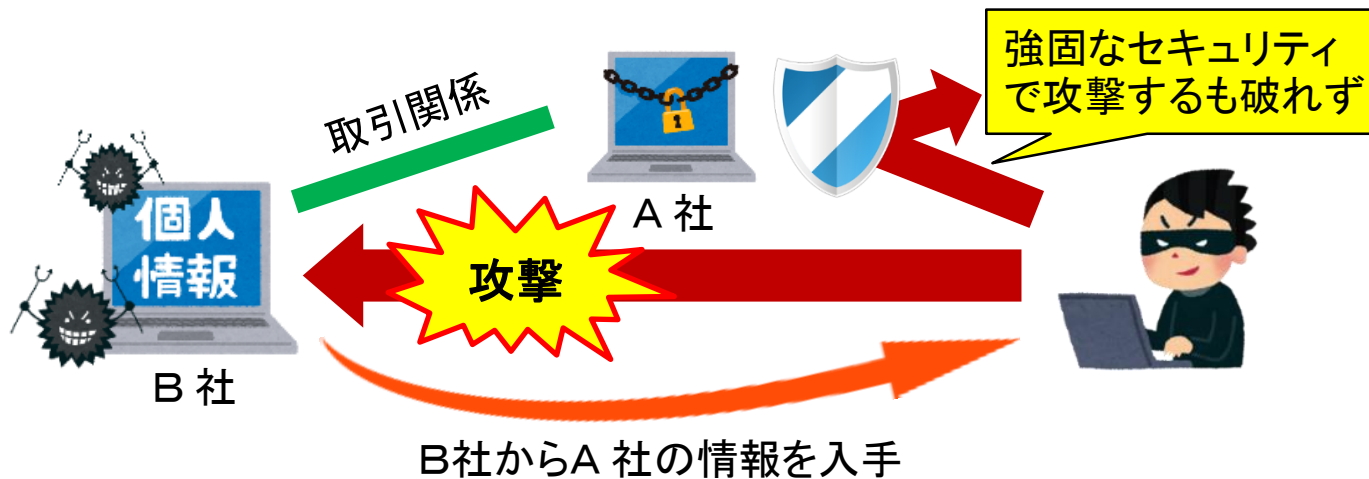 強固なセキュリティ
で攻撃するも破れず
取引関係
A 社
個人
情報
攻撃
B 社
B社からA 社の情報を入手